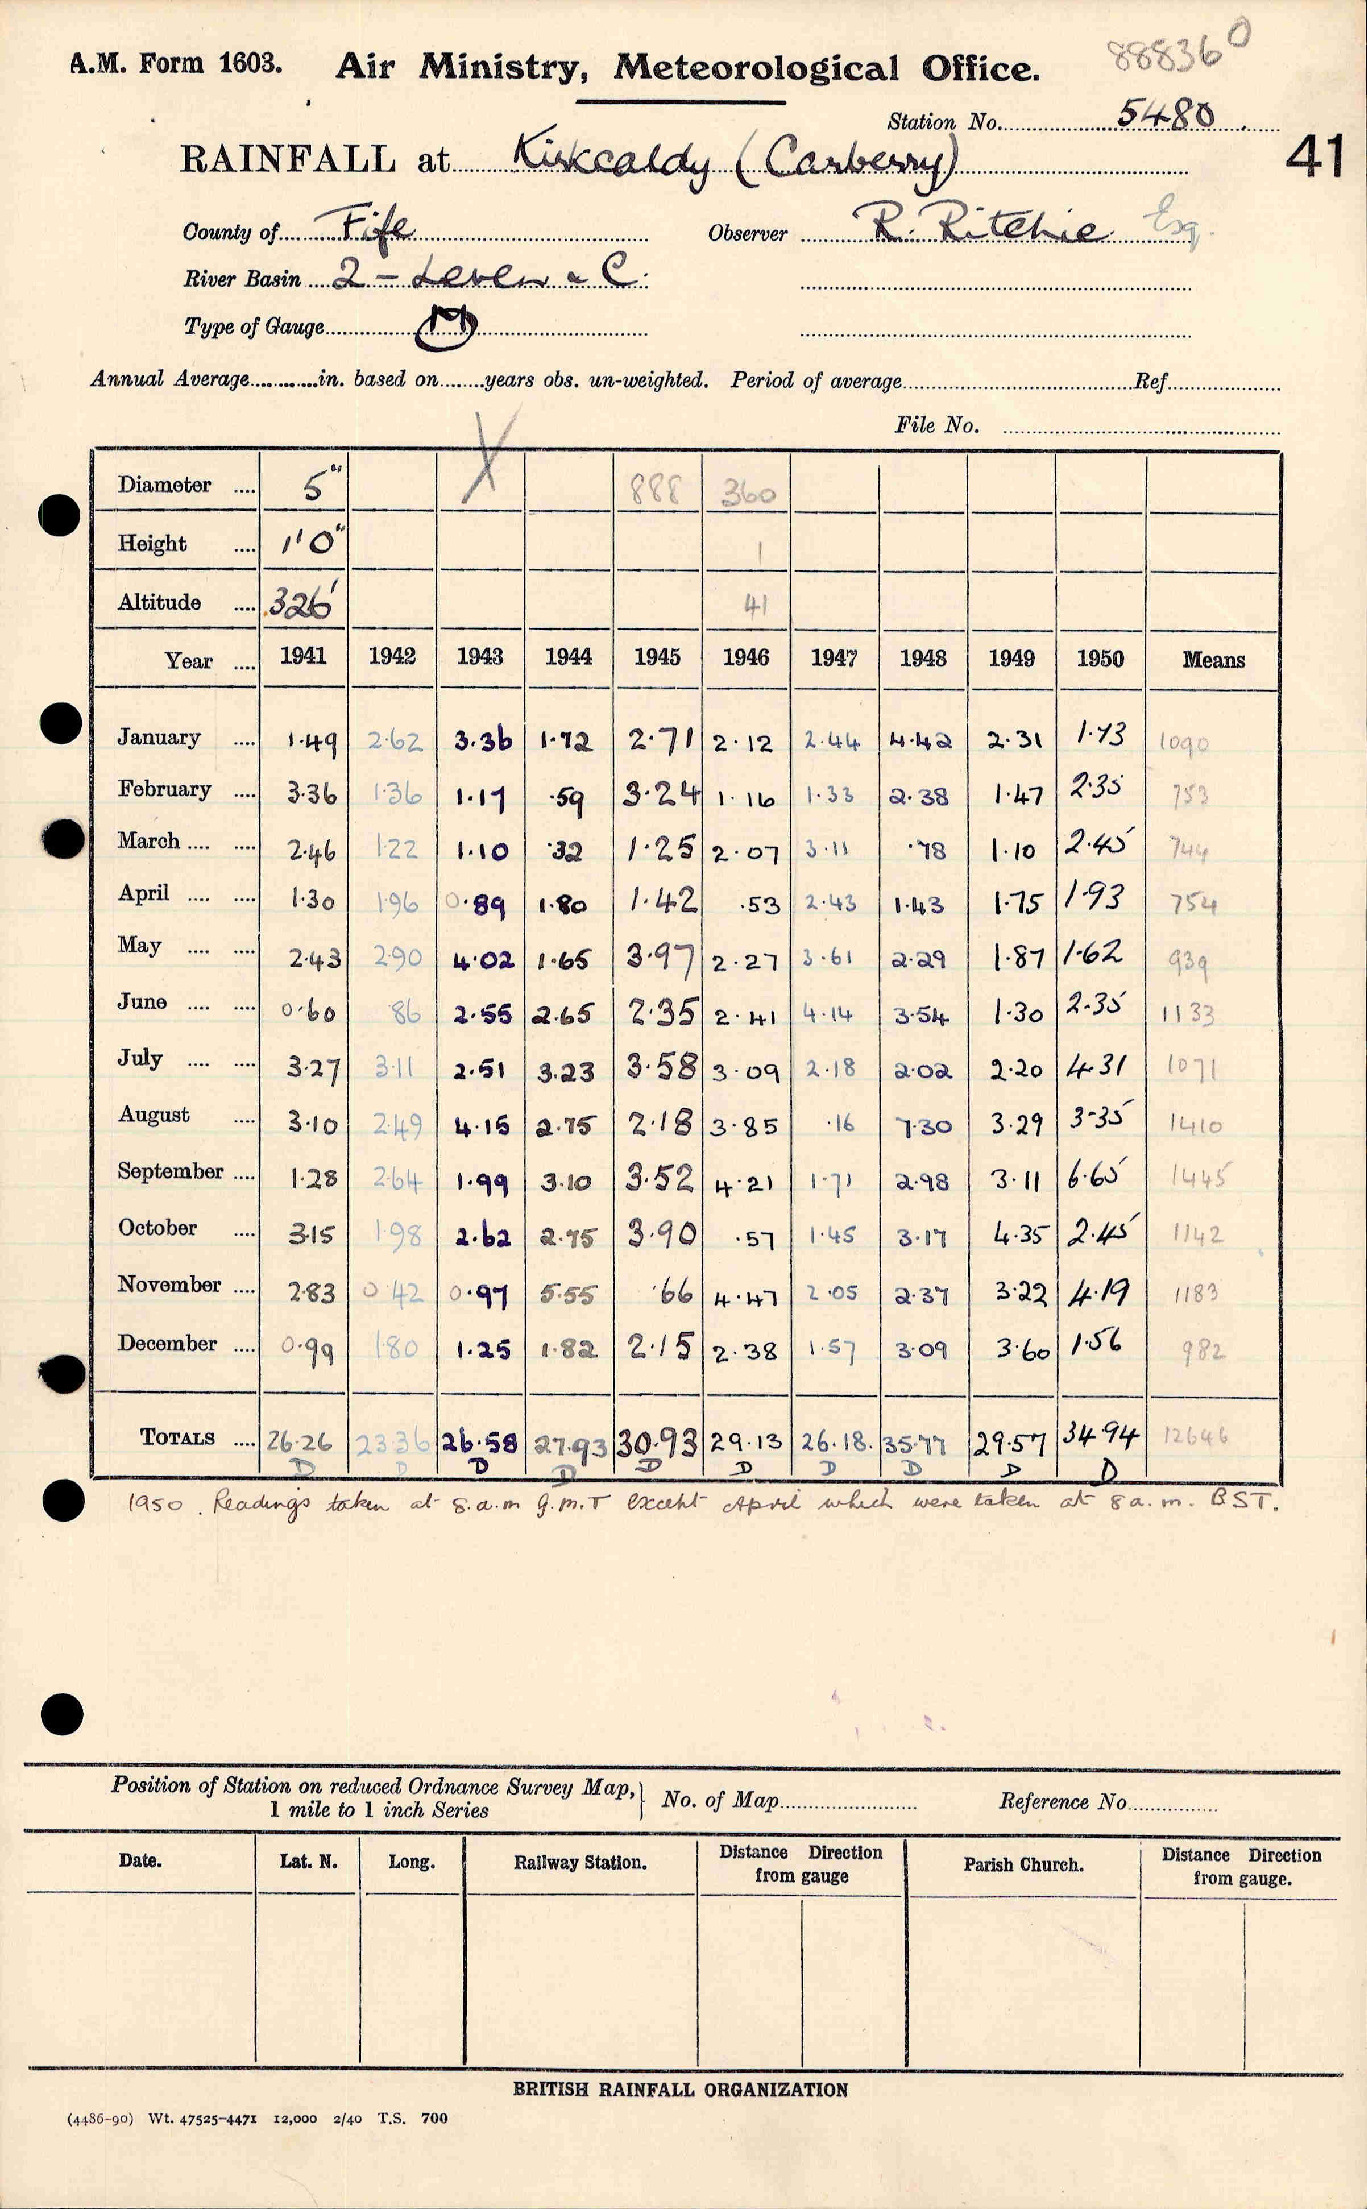 A.M. Form 1603. Air Ministry, Meteorological Office. 888360
Station No. 5480
41
RAINFALL at Kirkcaldy (Carberry)
County of Fife Observer R. Ritchie Esq.
River Basin 2 - Leven & C.
Type of Gauge M
Annual Average in. based on years obs. un-weighted. Period of average Ref.
File No.
Diameter 5" X 888 360
Height 1'0" 1
Altitude 326' 41
Year 1941 1942 1943 1944 1945 1946 1947 1948 1949 1950 Means
January 1.49 2.62 3.36 1.72 2.71 2.12 2.44 4.42 2.31 1.73 1090
February 3.36 1.36 1.17 .59 3.24 1.16 1.33 2.38 1.47 2.35 753
March 2.46 1.22 1.10 .32 1.25 2.07 3.11 .78 1.10 2.45 744
April 1.30 1.96 0.89 1.80 1.42 .53 2.43 1.43 1.75 1.93 754
May 2.43 2.90 4.02 1.65 3.97 2.27 3.61 2.29 1.87 1.62 939
June 0.60 .86 2.55 2.65 2.35 2.41 4.14 3.54 1.30 2.35 1133
July 3.27 3.11 2.51 3.23 3.58 3.09 2.18 2.02 2.20 4.31 1071
August 3.10 2.49 4.15 2.75 2.18 3.85 .16 7.30 3.29 3.35 1410
September 1.28 2.64 1.99 3.10 3.52 4.21 1.71 2.98 3.11 6.65 1445
October 3.15 1.98 2.62 2.75 3.90 .57 1.45 3.17 4.35 2.45 1142
November 2.83 0.42 0.97 5.55 .66 4.47 2.05 2.37 3.22 4.19 1183
December 0.99 1.80 1.25 1.82 2.15 2.38 1.57 3.09 3.60 1.56 982
TOTALS 26.26 23.36 26.58 27.93 30.93 29.13 26.18. 35.77 29.57 34.94 12646
D D D D D D D D D D
1950 Readings taken at 8.a.m G.M.T except April which were taken at 8 a.m. BST.
Position of Station on reduced Ordnance Survey Map, 1 mile to 1 inch Series No. of Map Reference No
Date. Lat. N. Long. Railway Station. Distance Direction from gauge Parish Church. Distance Direction from gauge.
BRITISH RAINFALL ORGANIZATION
(4486-90) Wt. 47525-4471 12,000 2/40 T.S. 700